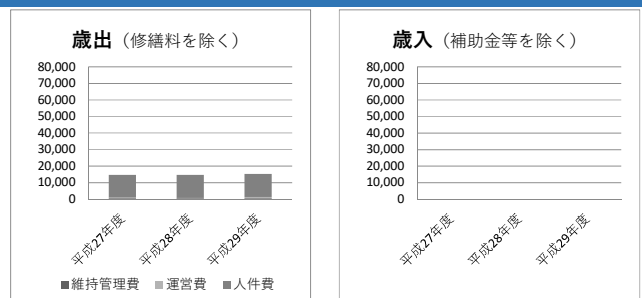 歳出（修繕料を除く）
80,000
70,000
60,000
50,000
40,000
30,000
20,000
10,000
0
平成27年度
平成28年度
平成29年度
■維持管理費 ■運営費 ■人件費
歳入（補助金等を除く）
80,000
70,000
60,000
50,000
40,000
30,000
20,000
10,000
0
平成27年度
平成28年度
平成29年度